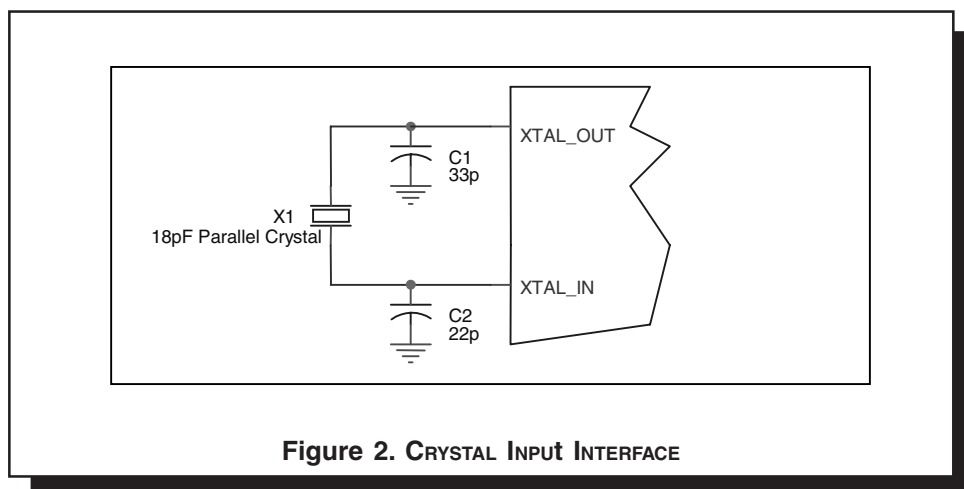 XTAL_OUT
C1
33p
X1
18pF Parallel Crystal
XTAL_IN
C2
22p
Figure 2. CRYSTAL INPUT INTERFACE